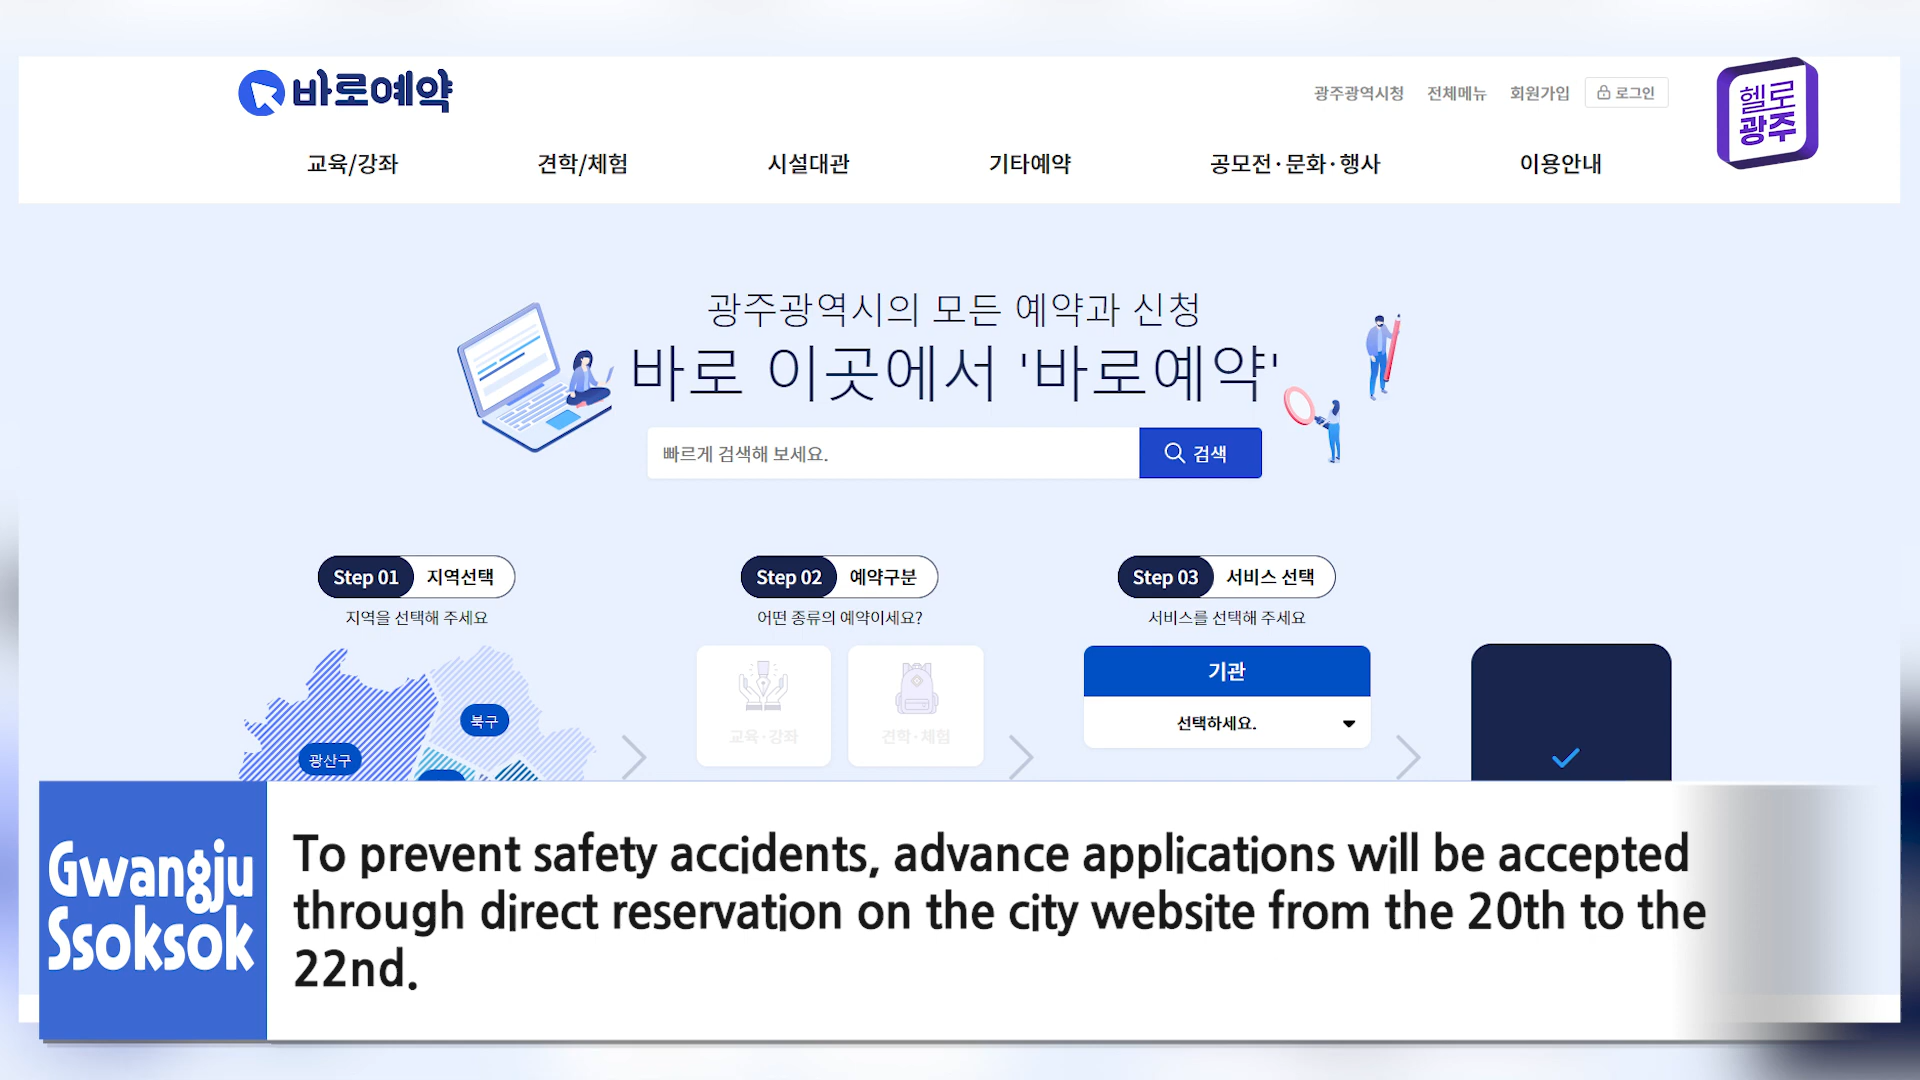 바로예약
광주광역시청 전체메뉴 회원가입 로그인
헬로
광주
교육/강좌 견학/체험 시설대관 기타예약 공모전·문화·행사 이용안내
광주광역시의 모든 예약과 신청
바로 이곳에서 '바로예약'
빠르게 검색해 보세요. 검색
Step 01 지역선택
지역을 선택해 주세요
Step 02 예약구분
어떤 종류의 예약이세요?
Step 03 서비스 선택
서비스를 선택해 주세요
북구
광산구
교육·강좌 견학·체험
기관
선택하세요.
Gwangju
Ssoksok
To prevent safety accidents, advance applications will be accepted
through direct reservation on the city website from the 20th to the
22nd.